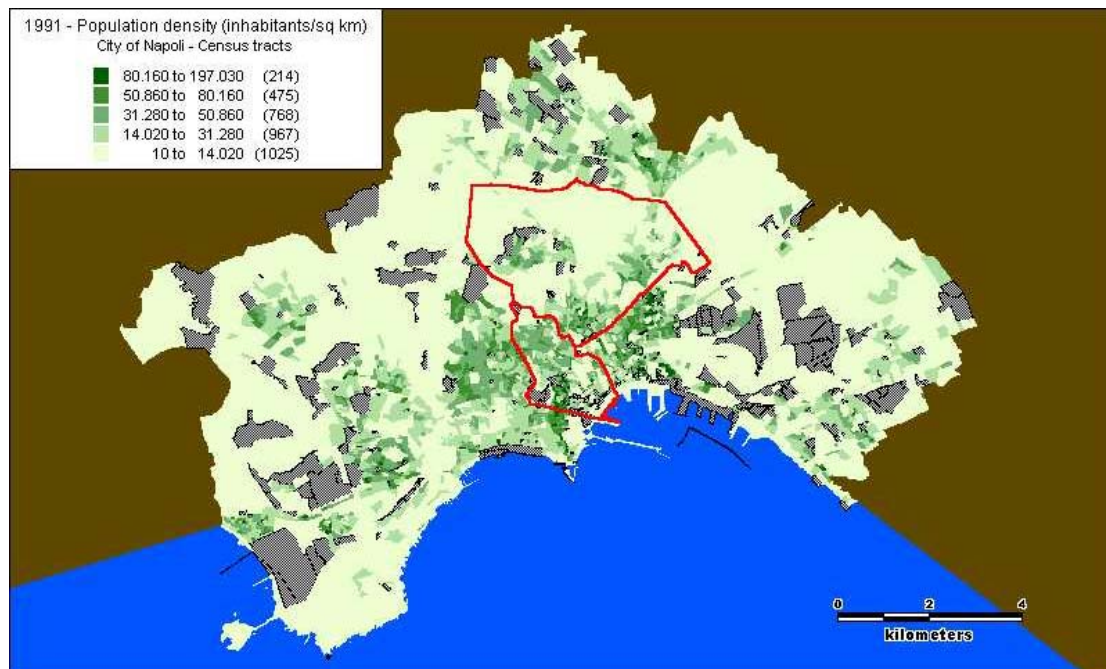 1991 - Population density (inhabitants/sq km)
City of Napoli - Census tracts
80.160 to 197.030 (214)
50.860 to 80.160 (475)
31.280 to 50.860 (768)
14.020 to 31.280 (967)
10 to 14.020 (1025)
0 2 4
kilometers